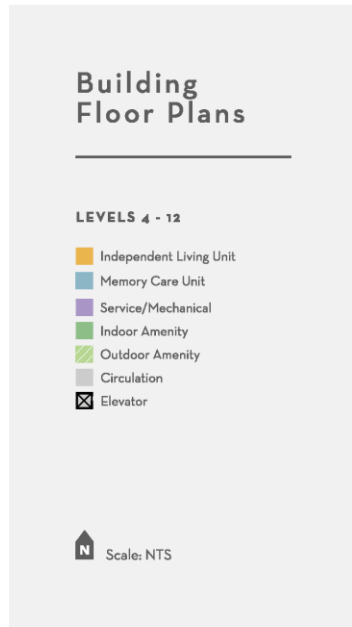 Building
Floor Plans
LEVELS 4 - 12
Independent Living Unit
Memory Care Unit
Service/Mechanical
Indoor Amenity
Outdoor Amenity
Circulation
Elevator
N Scale: NTS